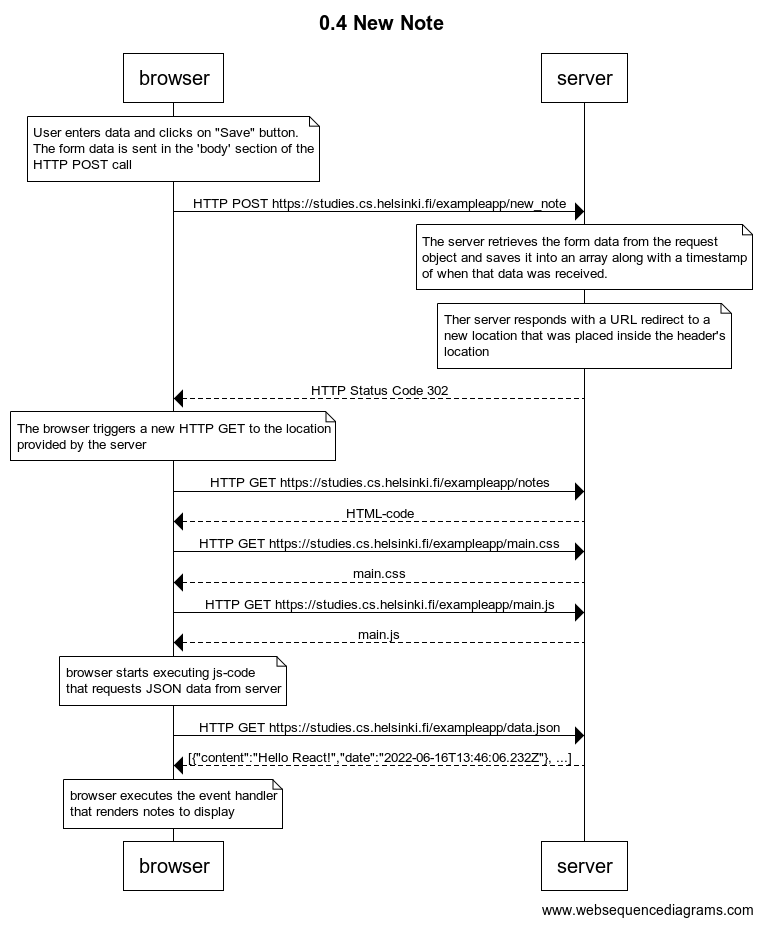 0.4 New Note
browser
server
User enters data and clicks on "Save" button.
The form data is sent in the 'body' section of the
HTTP POST call
HTTP POST https://studies.cs.helsinki.fi/exampleapp/new_note
The server retrieves the form data from the request
object and saves it into an array along with a timestamp
of when that data was received.
Ther server responds with a URL redirect to a
new location that was placed inside the header's
location
HTTP Status Code 302
The browser triggers a new HTTP GET to the location
provided by the server
HTTP GET https://studies.cs.helsinki.fi/exampleapp/notes
HTML-code
HTTP GET https://studies.cs.helsinki.fi/exampleapp/main.css
main.css
HTTP GET https://studies.cs.helsinki.fi/exampleapp/main.js
main.js
browser starts executing js-code
that requests JSON data from server
HTTP GET https://studies.cs.helsinki.fi/exampleapp/data.json
[{"content":"Hello React!","date":"2022-06-16T13:46:06.232Z"}, ...]
browser executes the event handler
that renders notes to display
browser
server
www.websequencediagrams.com